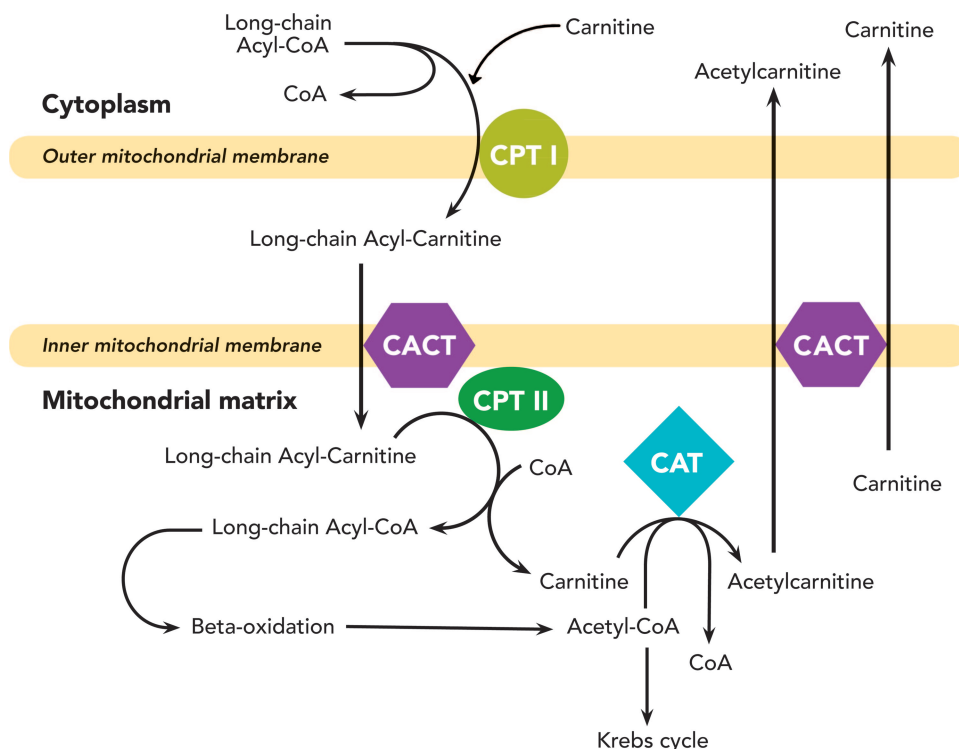 Long-chain
Acyl-CoA
Carnitine
Carnitine
Acetylcarnitine
CoA
Cytoplasm
Outer mitochondrial membrane
CPT I
Long-chain Acyl-Carnitine
Inner mitochondrial membrane
CACT
CACT
Mitochondrial matrix
CPT II
Long-chain Acyl-Carnitine
CoA
CAT
Carnitine
Long-chain Acyl-CoA
Carnitine
Acetylcarnitine
Beta-oxidation
Acetyl-CoA
CoA
Krebs cycle